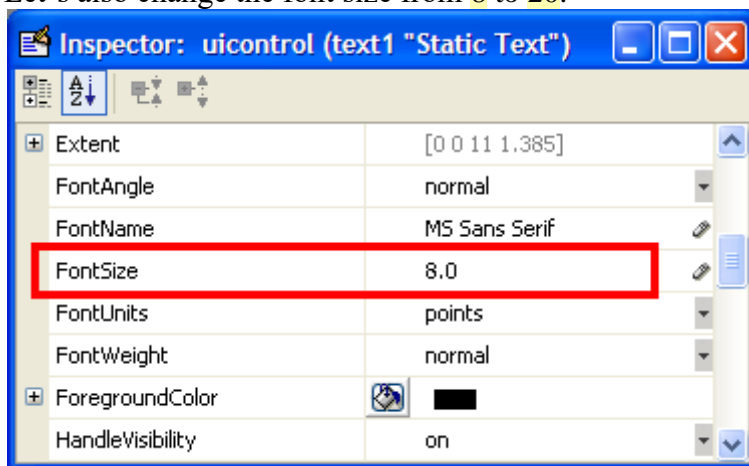 Let's also change the font size from 8 to 20.
Inspector: uicontrol (text1 "Static Text")
Extent [0 0 11 1.385]
FontAngle normal
FontName MS Sans Serif
FontSize 8.0
FontUnits points
FontWeight normal
ForegroundColor
HandleVisibility on